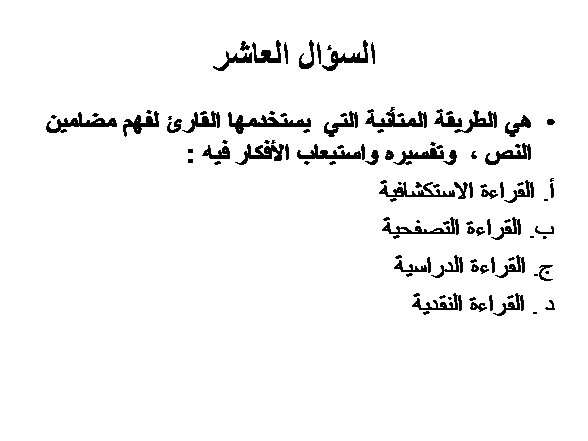 السؤال العاشر
• هي الطريقة المتأنية التي يستخدمها القارئ لفهم مضامين
النص ، وتفسيره واستيعاب الأفكار فيه :
أ. القراءة الاستكشافية
ب. القراءة التصفحية
ج. القراءة الدراسية
د . القراءة النقدية